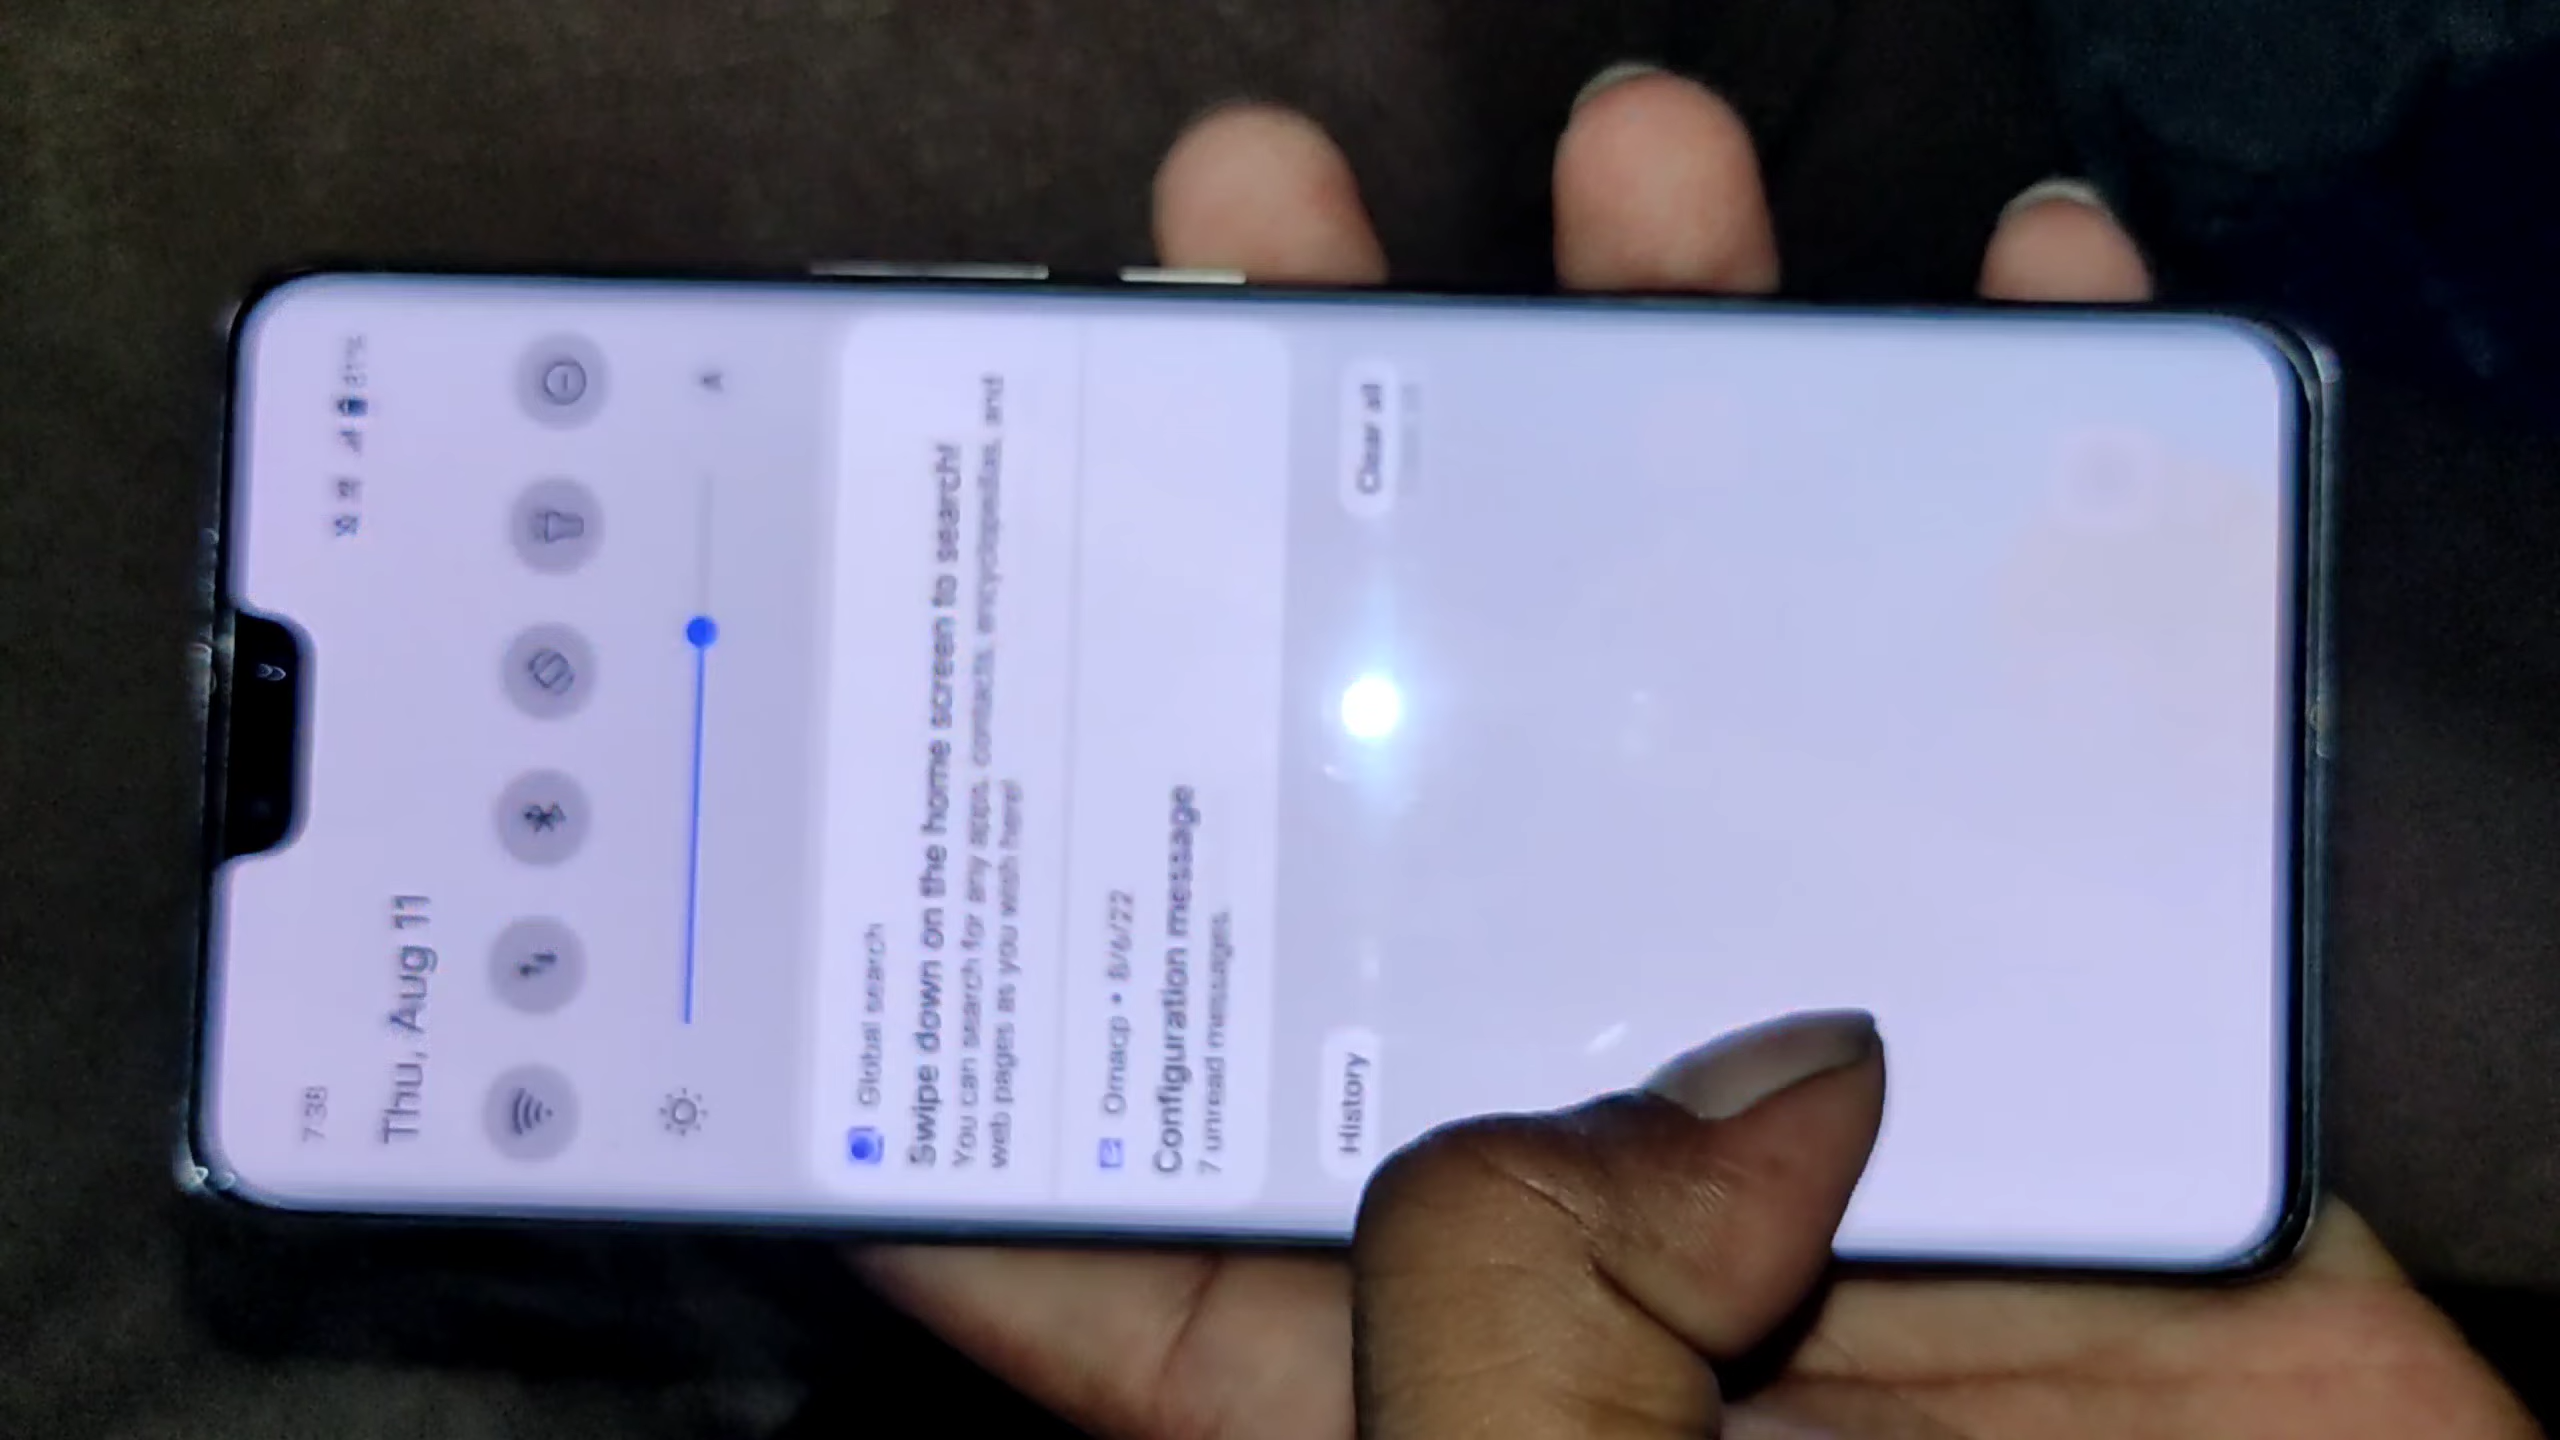 7:38
Thu, Aug 11
A
Global search
Swipe down on the home screen to search!
You can search for any apps, contacts, encyclopedias, and
web pages as you wish here!
Omacp • 8/6/22
Configuration message
7 unread messages.
History
Clear all